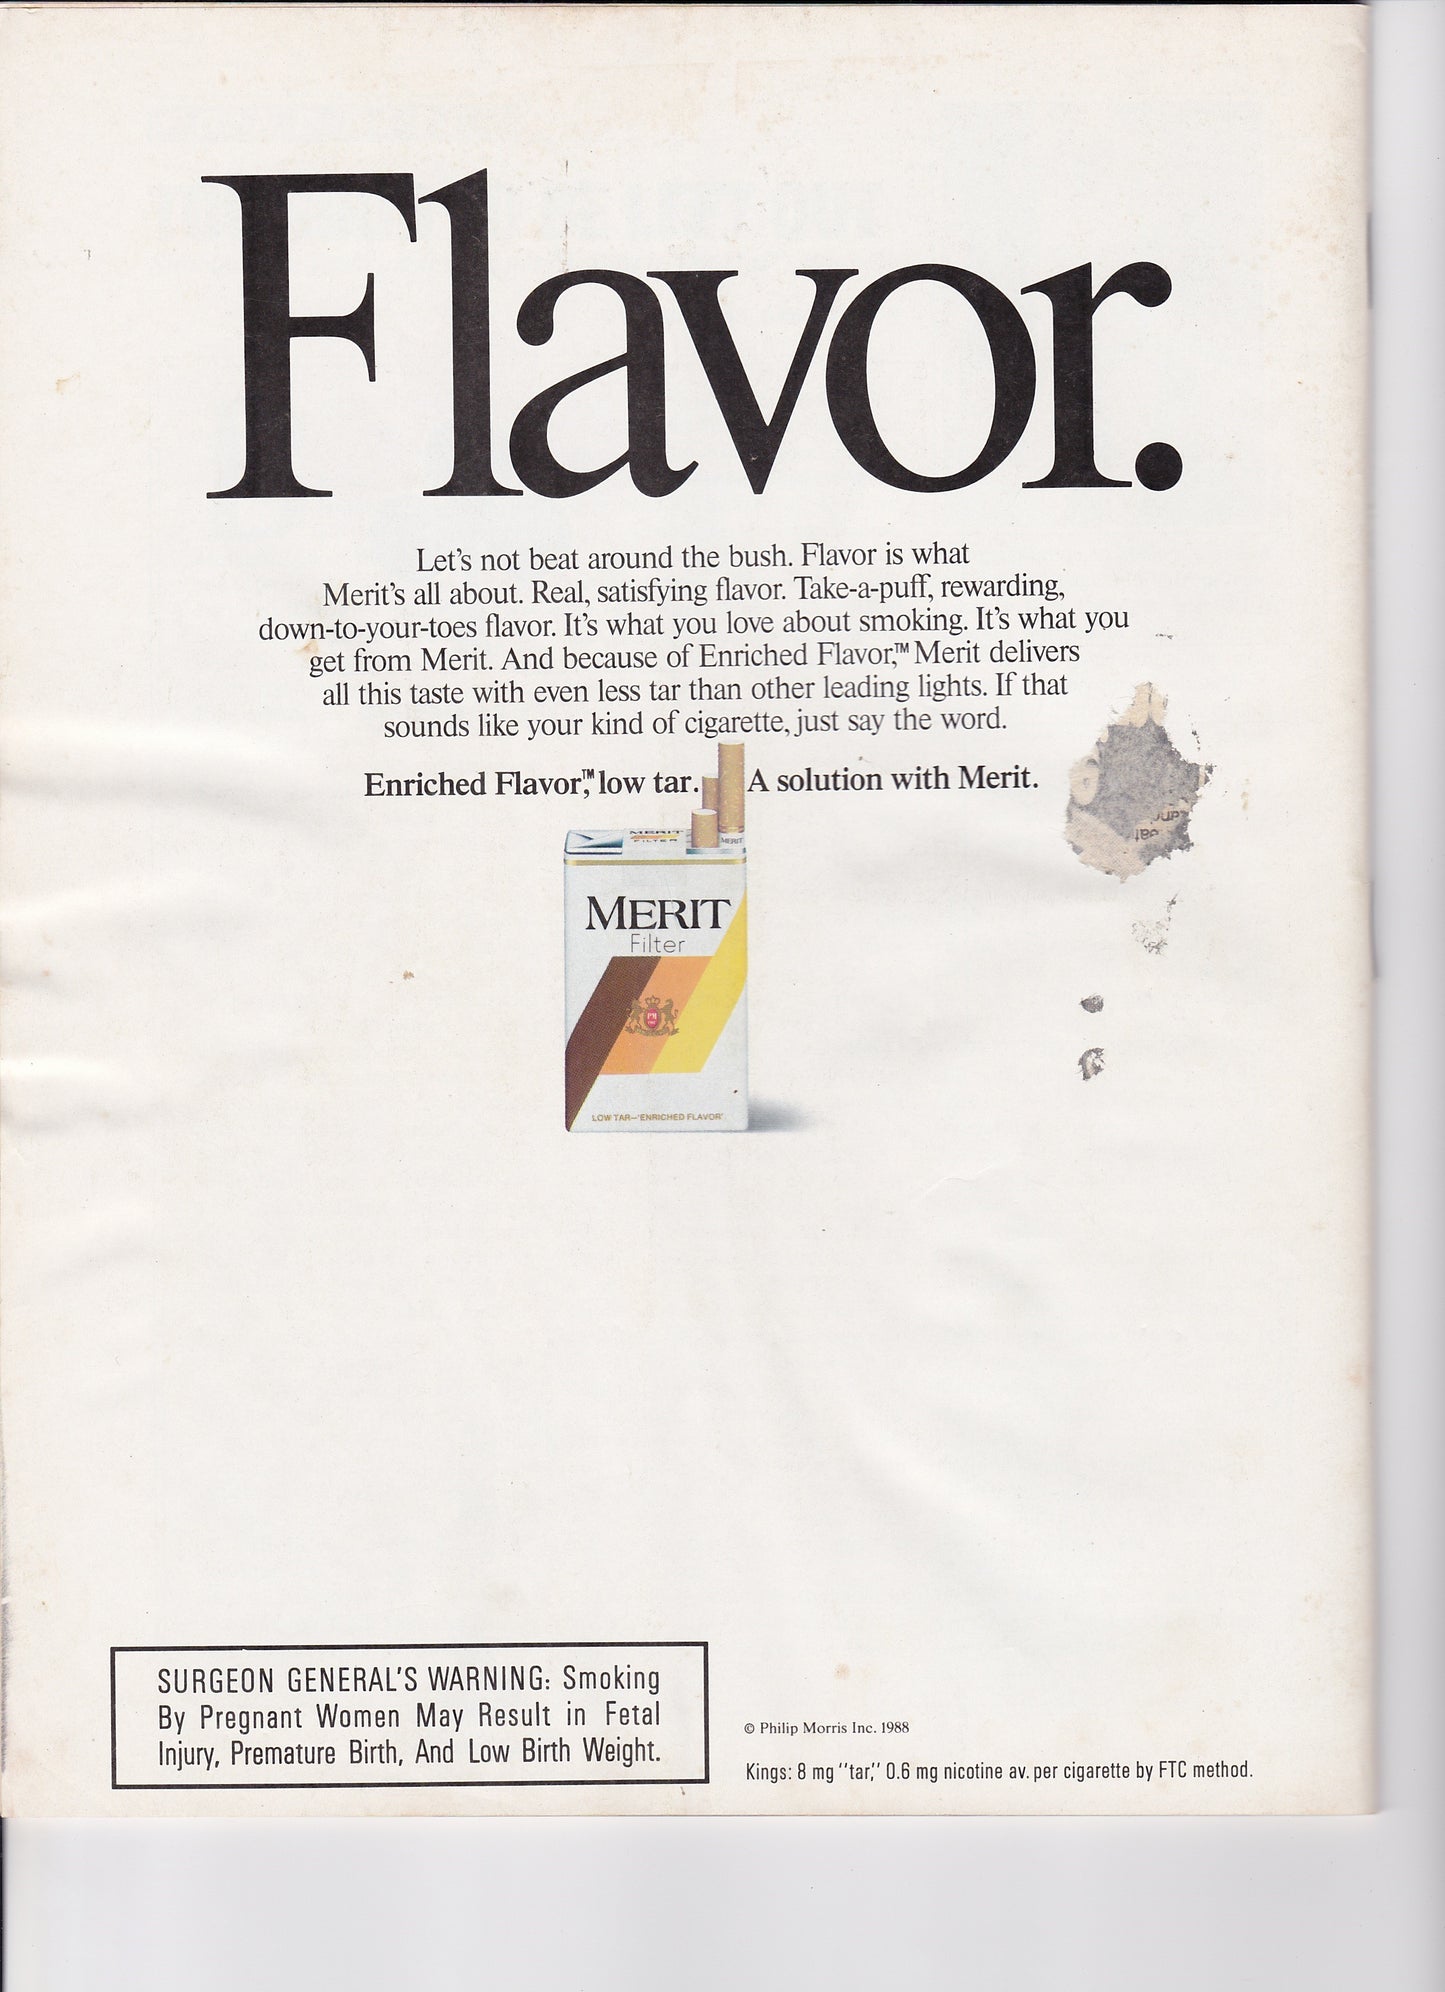 Flavor.
Let's not beat around the bush. Flavor is what
Merit's all about. Real, satisfying flavor. Take-a-puff, rewarding,
down-to-your-toes flavor. It's what you love about smoking. It's what you
get from Merit. And because of Enriched Flavor,™ Merit delivers
all this taste with even less tar than other leading lights. If that
sounds like your kind of cigarette, just say the word.
Enriched Flavor,™ low tar. A solution with Merit.
MERIT
FILTER
MERIT
MERIT
Filter
PM
LOW TAR–'ENRICHED FLAVOR'
SURGEON GENERAL'S WARNING: Smoking
By Pregnant Women May Result in Fetal
Injury, Premature Birth, And Low Birth Weight.
© Philip Morris Inc. 1988
Kings: 8 mg "tar," 0.6 mg nicotine av. per cigarette by FTC method.